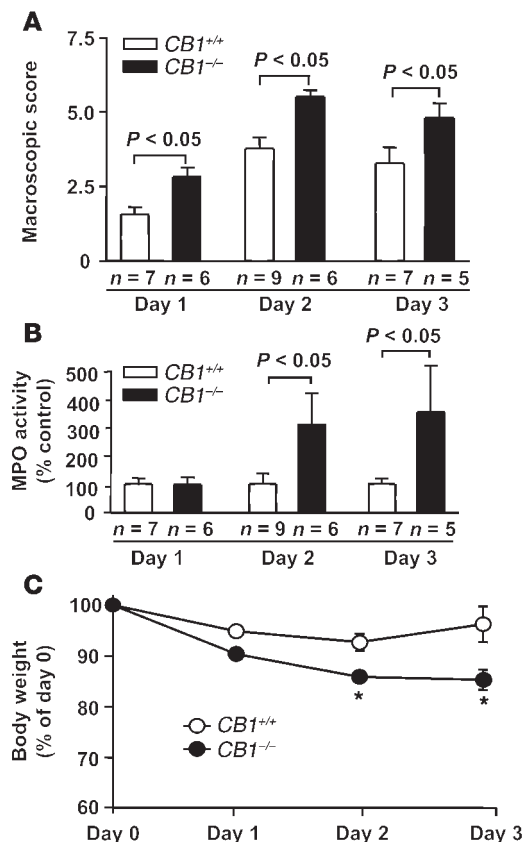 A
7.5
5.0
2.5
0
Macroscopic score
CB1+/+
CB1−/−
P < 0.05
P < 0.05
P < 0.05
n = 7 n = 6 n = 9 n = 6 n = 7 n = 5
Day 1 Day 2 Day 3
B
500
400
300
200
100
0
MPO activity
(% control)
CB1+/+
CB1−/−
P < 0.05
P < 0.05
n = 7 n = 6 n = 9 n = 6 n = 7 n = 5
Day 1 Day 2 Day 3
C
100
90
80
70
60
Body weight
(% of day 0)
CB1+/+
CB1−/−
* *
Day 0 Day 1 Day 2 Day 3